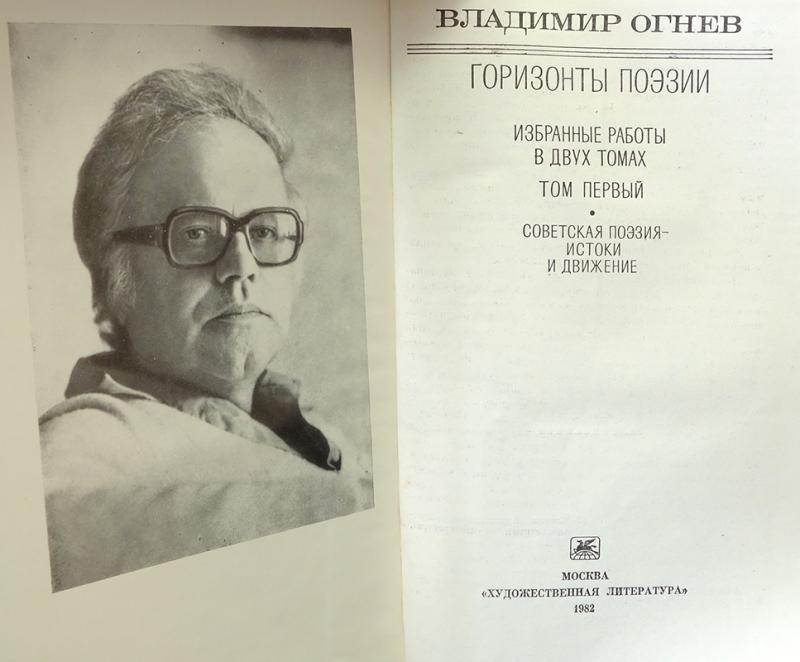 ВЛАДИМИР ОГНЕВ
ГОРИЗОНТЫ ПОЭЗИИ
ИЗБРАННЫЕ РАБОТЫ
В ДВУХ ТОМАХ
ТОМ ПЕРВЫЙ
•
СОВЕТСКАЯ ПОЭЗИЯ–
ИСТОКИ
И ДВИЖЕНИЕ
МОСКВА
«ХУДОЖЕСТВЕННАЯ ЛИТЕРАТУРА»
1982